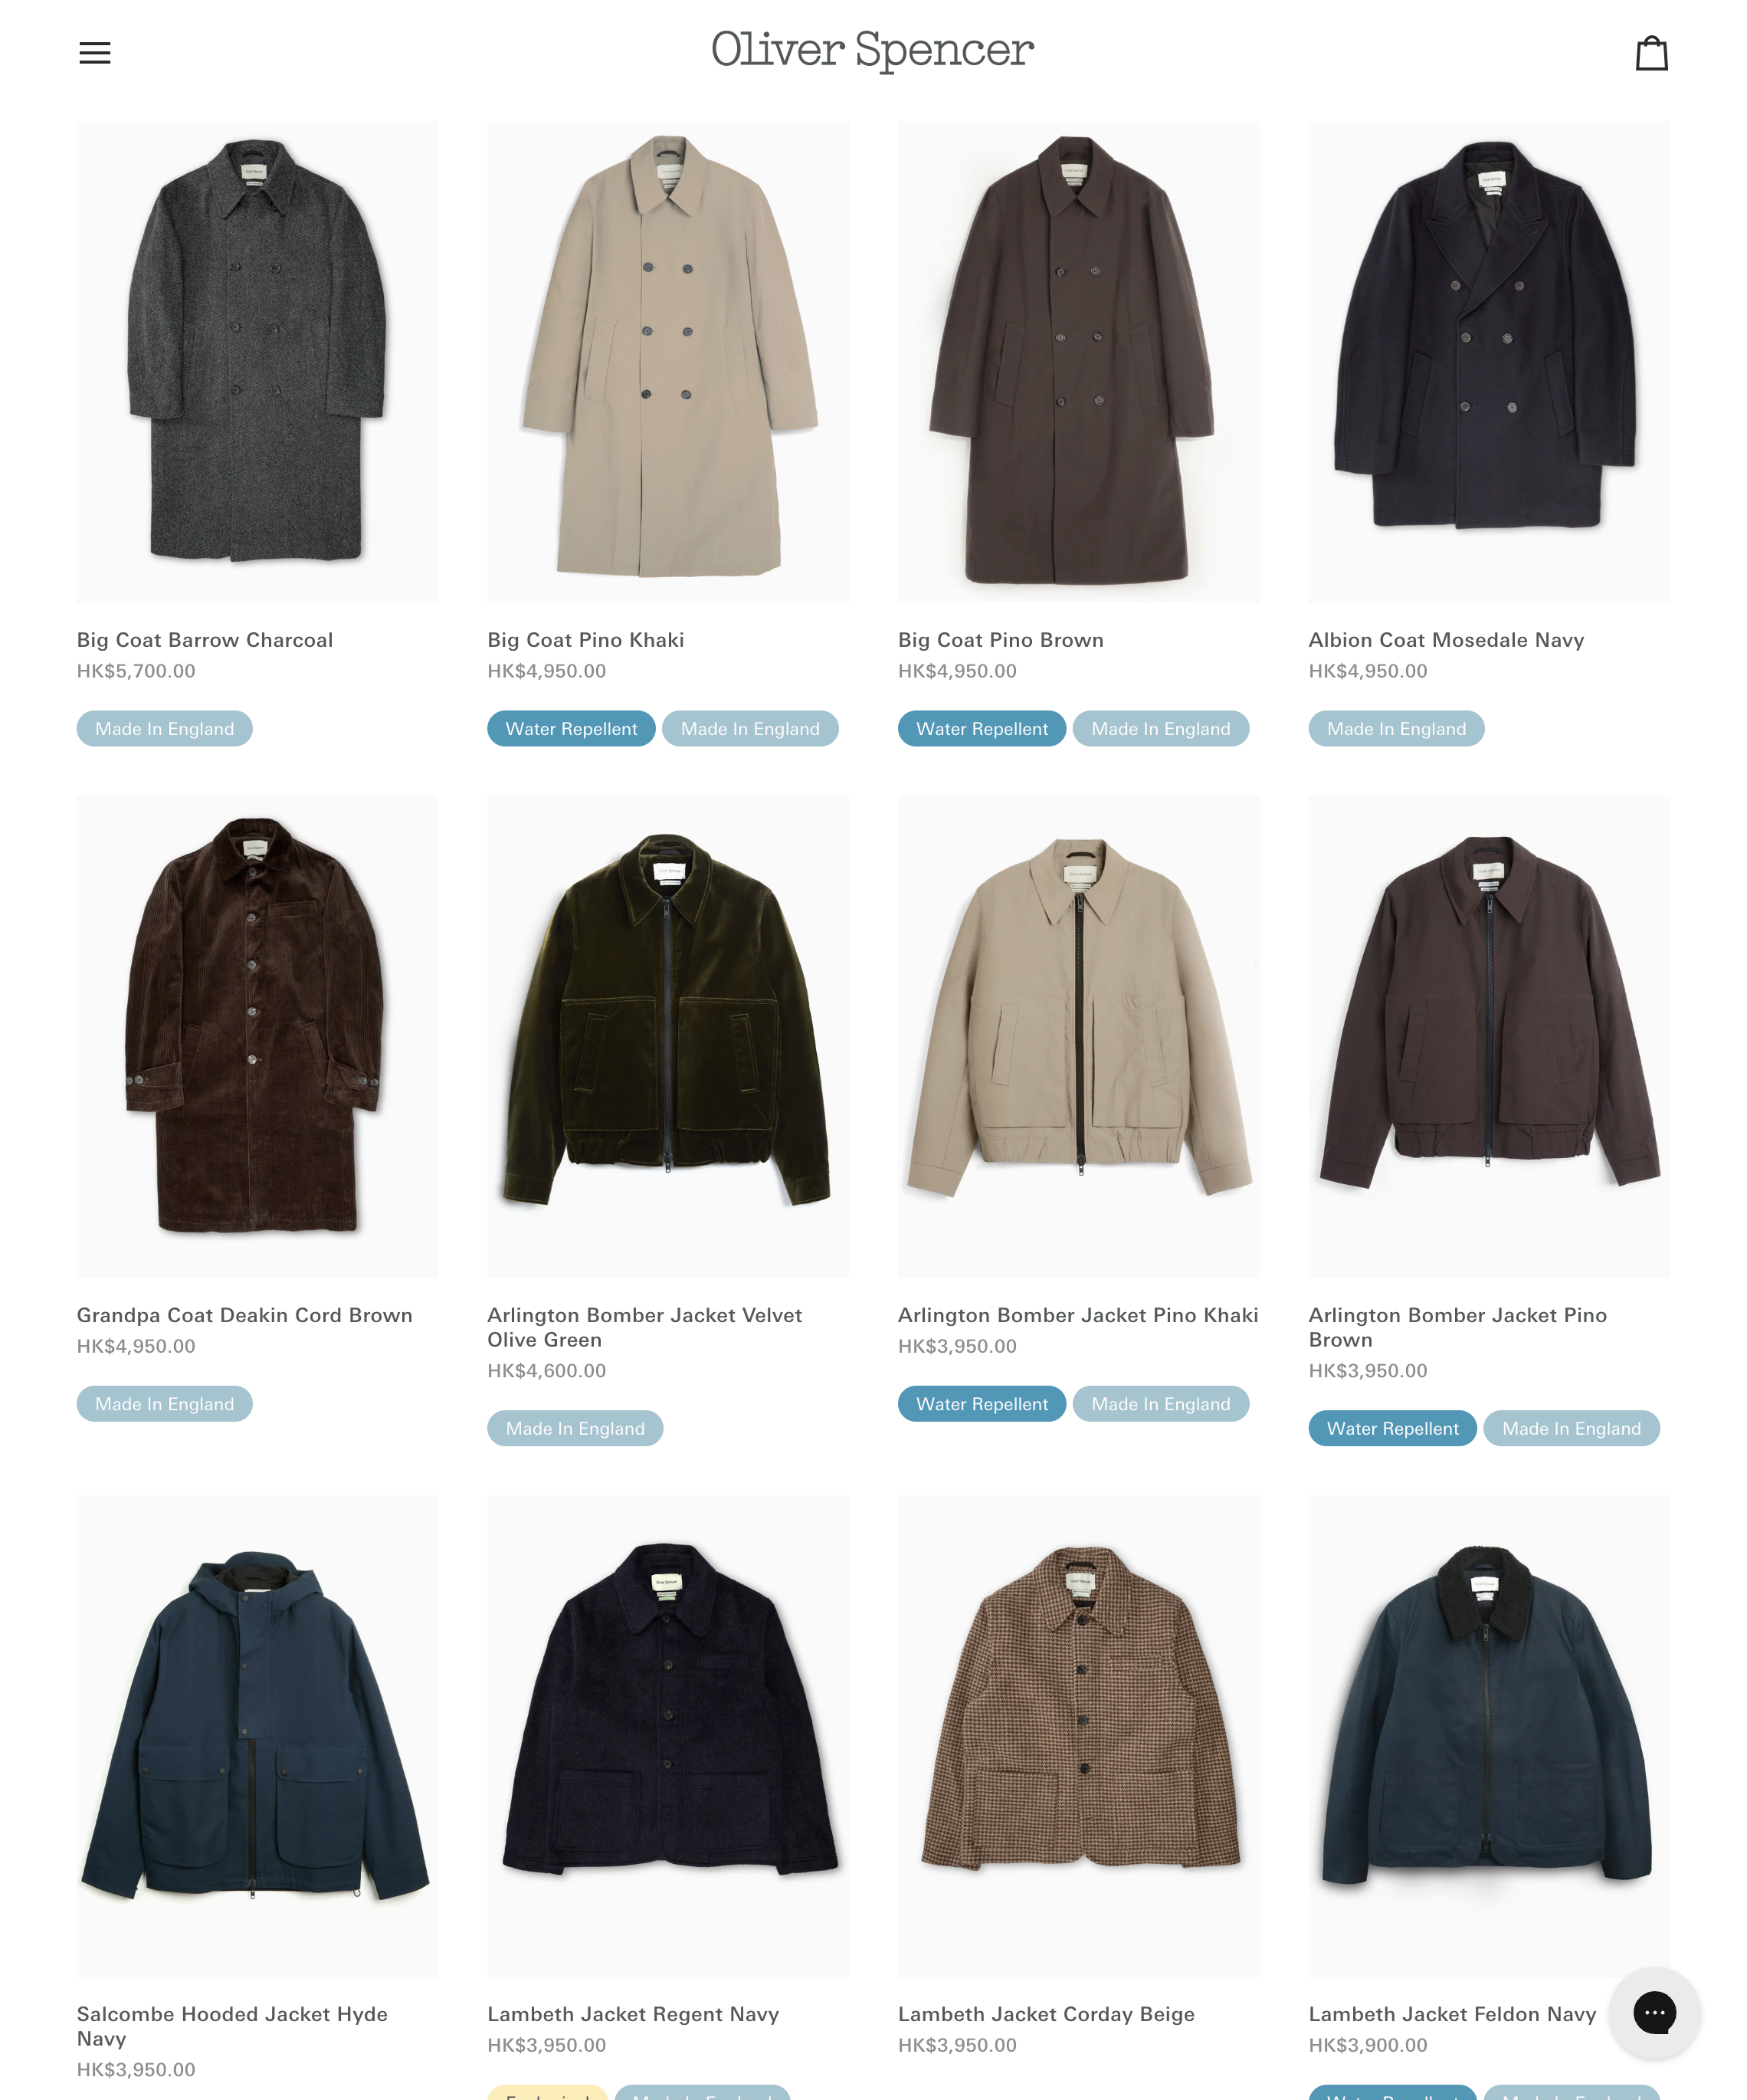 Oliver Spencer
Big Coat Barrow Charcoal
HK$5,700.00
Made In England
Big Coat Pino Khaki
HK$4,950.00
Water Repellent
Made In England
Big Coat Pino Brown
HK$4,950.00
Water Repellent
Made In England
Albion Coat Mosedale Navy
HK$4,950.00
Made In England
Grandpa Coat Deakin Cord Brown
HK$4,950.00
Made In England
Arlington Bomber Jacket Velvet
Olive Green
HK$4,600.00
Made In England
Arlington Bomber Jacket Pino Khaki
HK$3,950.00
Water Repellent
Made In England
Arlington Bomber Jacket Pino
Brown
HK$3,950.00
Water Repellent
Made In England
Salcombe Hooded Jacket Hyde
Navy
HK$3,950.00
Lambeth Jacket Regent Navy
HK$3,950.00
Lambeth Jacket Corday Beige
HK$3,950.00
Lambeth Jacket Feldon Navy
HK$3,900.00